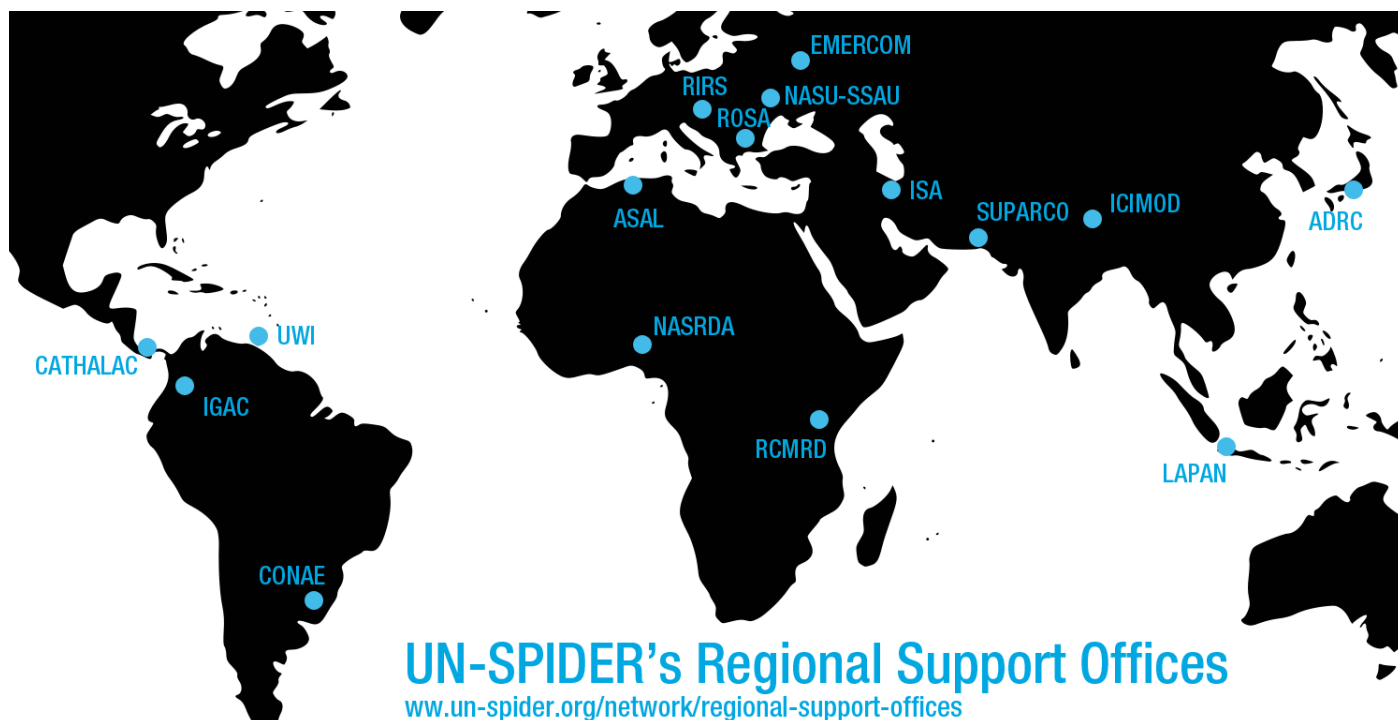 EMERCOM
RIRS
NASU-SSAU
ROSA
ISA
ASAL
SUPARCO
ICIMOD
ADRC
NASRDA
UWI
CATHALAC
IGAC
RCMRD
LAPAN
CONAE
UN-SPIDER's Regional Support Offices
ww.un-spider.org/network/regional-support-offices